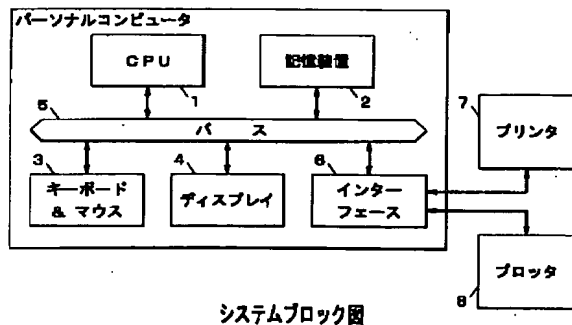 パーソナルコンピュータ
CPU
記憶装置
1
2
5
バス
7
プリンタ
3
4
6
キーボード
& マウス
ディスプレイ
インター
フェース
プロッタ
8
システムブロック図